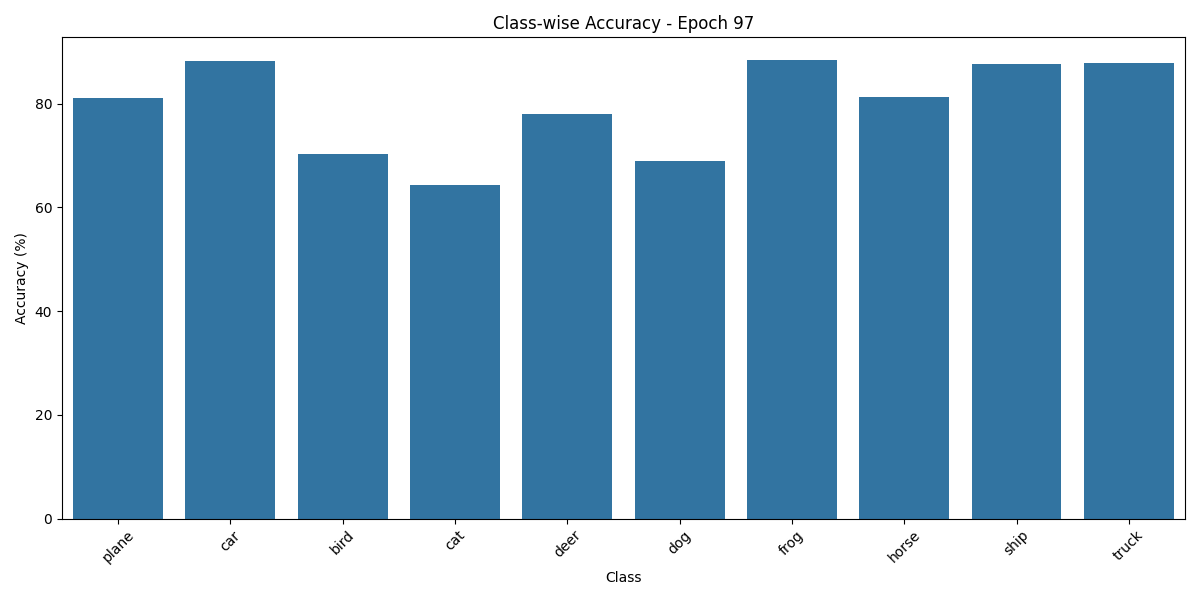 Class-wise Accuracy - Epoch 97
Accuracy (%)
80
60
40
20
0
plane
car
bird
cat
deer
dog
frog
horse
ship
truck
Class